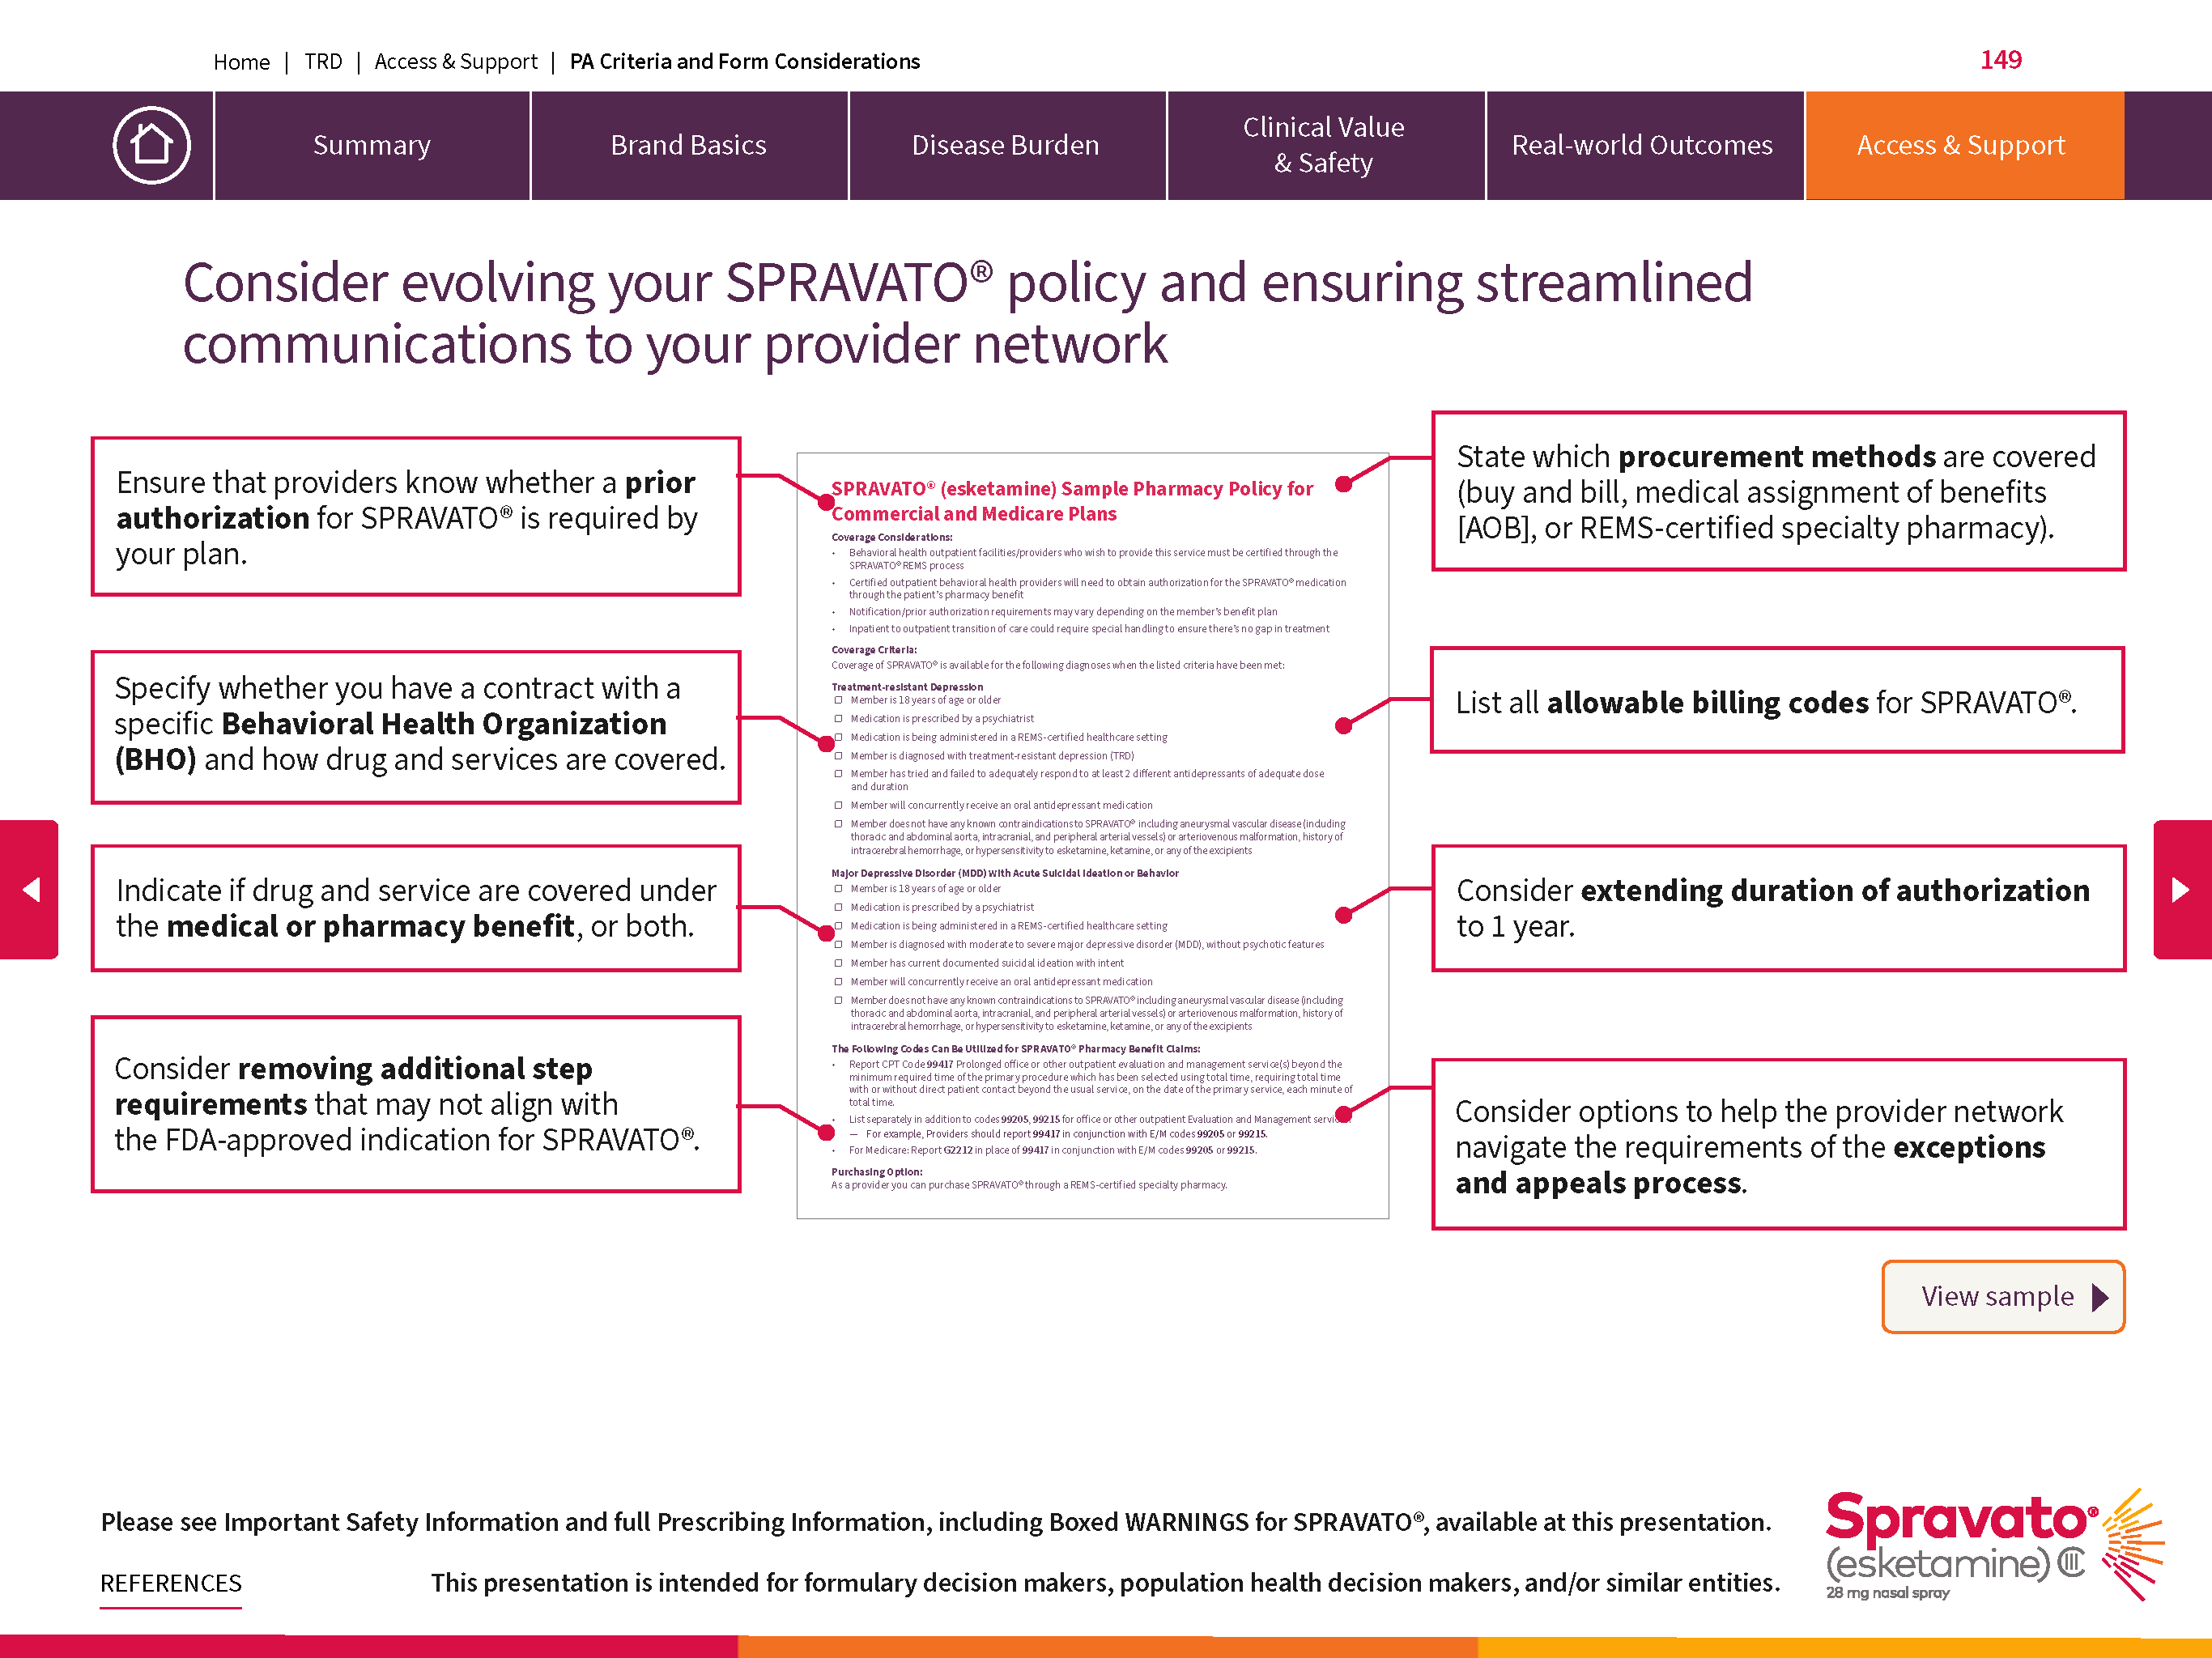 Home | TRD | Access & Support | PA Criteria and Form Considerations
149
Summary
Brand Basics
Disease Burden
Clinical Value
& Safety
Real-world Outcomes
Access & Support
Consider evolving your SPRAVATO® policy and ensuring streamlined
communications to your provider network
Ensure that providers know whether a prior
authorization for SPRAVATO® is required by
your plan.
Specify whether you have a contract with a
specific Behavioral Health Organization
(BHO) and how drug and services are covered.
Indicate if drug and service are covered under
the medical or pharmacy benefit, or both.
Consider removing additional step
requirements that may not align with
the FDA-approved indication for SPRAVATO®.
SPRAVATO® (esketamine) Sample Pharmacy Policy for
Commercial and Medicare Plans
Coverage Considerations:
• Behavioral health outpatient facilities/providers who wish to provide this service must be certified through the
SPRAVATO® REMS process
• Certified outpatient behavioral health providers will need to obtain authorization for the SPRAVATO® medication
through the patient's pharmacy benefit
• Notification/prior authorization requirements may vary depending on the member's benefit plan
• Inpatient to outpatient transition of care could require special handling to ensure there's no gap in treatment
Coverage Criteria:
Coverage of SPRAVATO® is available for the following diagnoses when the listed criteria have been met:
Treatment-resistant Depression
☐ Member is 18 years of age or older
☐ Medication is prescribed by a psychiatrist
☐ Medication is being administered in a REMS-certified healthcare setting
☐ Member is diagnosed with treatment-resistant depression (TRD)
☐ Member has tried and failed to adequately respond to at least 2 different antidepressants of adequate dose
and duration
☐ Member will concurrently receive an oral antidepressant medication
☐ Member does not have any known contraindications to SPRAVATO® including aneurysmal vascular disease (including
thoracic and abdominal aorta, intracranial, and peripheral arterial vessels) or arteriovenous malformation, history of
intracerebral hemorrhage, or hypersensitivity to esketamine, ketamine, or any of the excipients
Major Depressive Disorder (MDD) With Acute Suicidal Ideation or Behavior
☐ Member is 18 years of age or older
☐ Medication is prescribed by a psychiatrist
☐ Medication is being administered in a REMS-certified healthcare setting
☐ Member is diagnosed with moderate to severe major depressive disorder (MDD), without psychotic features
☐ Member has current documented suicidal ideation with intent
☐ Member will concurrently receive an oral antidepressant medication
☐ Member does not have any known contraindications to SPRAVATO® including aneurysmal vascular disease (including
thoracic and abdominal aorta, intracranial, and peripheral arterial vessels) or arteriovenous malformation, history of
intracerebral hemorrhage, or hypersensitivity to esketamine, ketamine, or any of the excipients
The Following Codes Can Be Utilized for SPRAVATO® Pharmacy Benefit Claims:
• Report CPT Code 99417 Prolonged office or other outpatient evaluation and management service(s) beyond the
minimum required time of the primary procedure which has been selected using total time, requiring total time
with or without direct patient contact beyond the usual service, on the date of the primary service, each minute of
total time.
• List separately in addition to codes 99205, 99215 for office or other outpatient Evaluation and Management
— For example, Providers should report 99417 in conjunction with E/M codes 99205 or 99215.
• For Medicare: Report G2212 in place of 99417 in conjunction with E/M codes 99205 or 99215.
Purchasing Option:
As a provider you can purchase SPRAVATO® through a REMS-certified specialty pharmacy.
State which procurement methods are covered
(buy and bill, medical assignment of benefits
[AOB], or REMS-certified specialty pharmacy).
List all allowable billing codes for SPRAVATO®.
Consider extending duration of authorization
to 1 year.
Consider options to help the provider network
navigate the requirements of the exceptions
and appeals process.
View sample
Please see Important Safety Information and full Prescribing Information, including Boxed WARNINGS for SPRAVATO®, available at this presentation.
REFERENCES
This presentation is intended for formulary decision makers, population health decision makers, and/or similar entities.
Spravato®
(esketamine) CIII
28 mg nasal spray